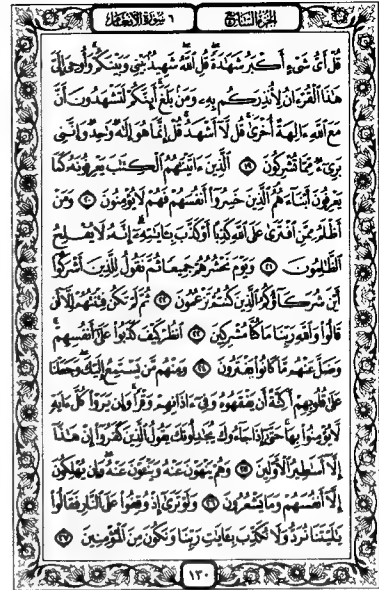 الجزء السابع ٦ سورة الأنعام
قُلْ أَىُّ شَىْءٍ أَكْبَرُ شَهَـٰدَةً قُلِ ٱللَّهُ شَهِيدٌۢ بَيْنِى وَبَيْنَكُمْ وَأُوحِىَ إِلَىَّ
هَـٰذَا ٱلْقُرْءَانُ لِأُنذِرَكُم بِهِۦ وَمَنۢ بَلَغَ أَئِنَّكُمْ لَتَشْهَدُونَ أَنَّ
مَعَ ٱللَّهِ ءَالِهَةً أُخْرَىٰ قُل لَّآ أَشْهَدُ قُلْ إِنَّمَا هُوَ إِلَـٰهٌ وَٰحِدٌ وَإِنَّنِى
بَرِىٓءٌ مِّمَّا تُشْرِكُونَ ١٩ ٱلَّذِينَ ءَاتَيْنَـٰهُمُ ٱلْكِتَـٰبَ يَعْرِفُونَهُۥ كَمَا
يَعْرِفُونَ أَبْنَآءَهُمُ ٱلَّذِينَ خَسِرُوٓا۟ أَنفُسَهُمْ فَهُمْ لَا يُؤْمِنُونَ ٢٠ وَمَنْ
أَظْلَمُ مِمَّنِ ٱفْتَرَىٰ عَلَى ٱللَّهِ كَذِبًا أَوْ كَذَّبَ بِـَٔايَـٰتِهِۦٓ إِنَّهُۥ لَا يُفْلِحُ
ٱلظَّـٰلِمُونَ ٢١ وَيَوْمَ نَحْشُرُهُمْ جَمِيعًا ثُمَّ نَقُولُ لِلَّذِينَ أَشْرَكُوٓا۟
أَيْنَ شُرَكَآؤُكُمُ ٱلَّذِينَ كُنتُمْ تَزْعُمُونَ ٢٢ ثُمَّ لَمْ تَكُن فِتْنَتُهُمْ إِلَّآ أَن
قَالُوا۟ وَٱللَّهِ رَبِّنَا مَا كُنَّا مُشْرِكِينَ ٢٣ ٱنظُرْ كَيْفَ كَذَبُوا۟ عَلَىٰٓ أَنفُسِهِمْ
وَضَلَّ عَنْهُم مَّا كَانُوا۟ يَفْتَرُونَ ٢٤ وَمِنْهُم مَّن يَسْتَمِعُ إِلَيْكَ وَجَعَلْنَا
عَلَىٰ قُلُوبِهِمْ أَكِنَّةً أَن يَفْقَهُوهُ وَفِىٓ ءَاذَانِهِمْ وَقْرًا وَإِن يَرَوْا۟ كُلَّ ءَايَةٍ
لَّا يُؤْمِنُوا۟ بِهَا حَتَّىٰٓ إِذَا جَآءُوكَ يُجَـٰدِلُونَكَ يَقُولُ ٱلَّذِينَ كَفَرُوٓا۟ إِنْ هَـٰذَآ
إِلَّآ أَسَـٰطِيرُ ٱلْأَوَّلِينَ ٢٥ وَهُمْ يَنْهَوْنَ عَنْهُ وَيَنْـَٔوْنَ عَنْهُ وَإِن يُهْلِكُونَ
إِلَّآ أَنفُسَهُمْ وَمَا يَشْعُرُونَ ٢٦ وَلَوْ تَرَىٰٓ إِذْ وُقِفُوا۟ عَلَى ٱلنَّارِ فَقَالُوا۟
يَـٰلَيْتَنَا نُرَدُّ وَلَا نُكَذِّبَ بِـَٔايَـٰتِ رَبِّنَا وَنَكُونَ مِنَ ٱلْمُؤْمِنِينَ ٢٧
١٣٠